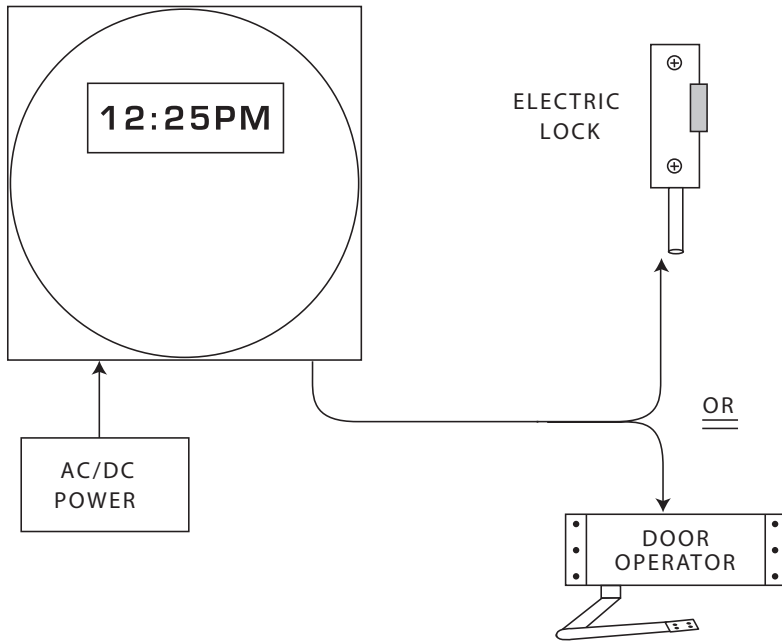 12:25PM
ELECTRIC
LOCK
OR
AC/DC
POWER
DOOR
OPERATOR